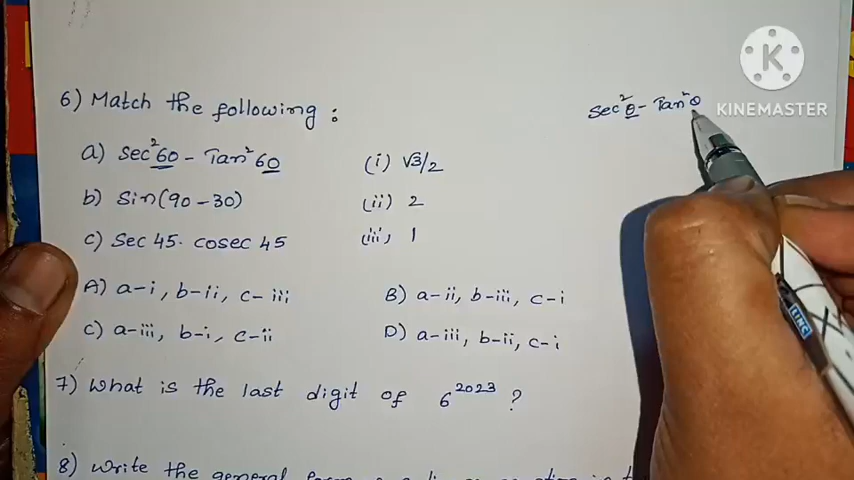 6) Match the following :
sec²θ - Tan²θ
KINEMASTER
a) sec²60 - Tan²60 (i) √3/2
b) sin(90-30) (ii) 2
c) sec 45. cosec 45 (iii) 1
A) a-i, b-ii, c-iii B) a-ii, b-iii, c-i
C) a-iii, b-i, c-ii D) a-iii, b-ii, c-i
7) What is the last digit of 6²⁰²³ ?
LINC
8) Write the general